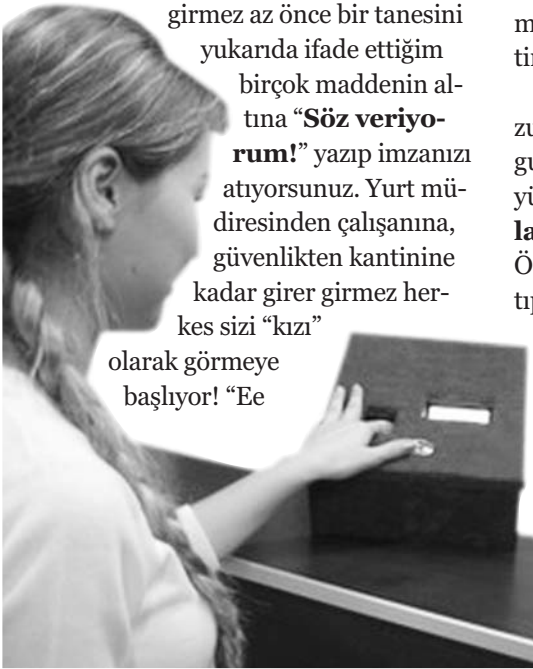 girmez az önce bir tanesini
yukarıda ifade ettiğim
birçok maddenin al-
tına “Söz veriyo-
rum!” yazıp imzanızı
atıyorsunuz. Yurt mü-
diresinden çalışanına,
güvenlikten kantinine
kadar girer girmez her-
kes sizi “kızı”
olarak görmeye
başlıyor! “Ee